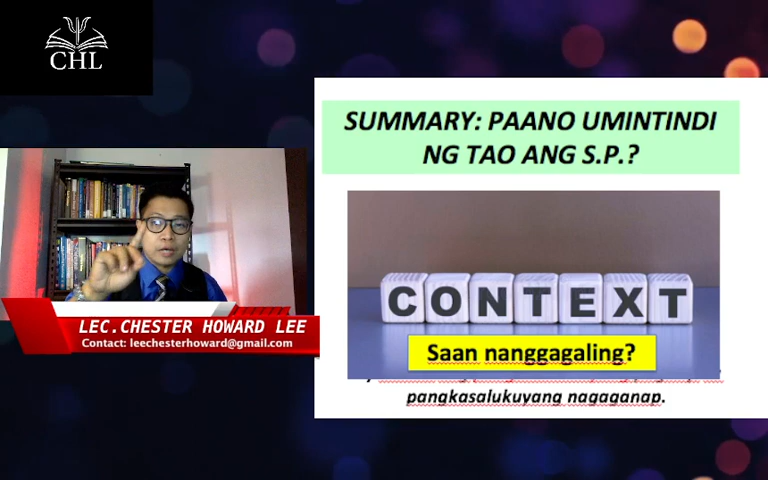 CHL
SUMMARY: PAANO UMINTINDI
NG TAO ANG S.P.?
CONTEXT
Saan nanggagaling?
pangkasalukuyang nagaganap.
LEC.CHESTER HOWARD LEE
Contact: leechesterhoward@gmail.com